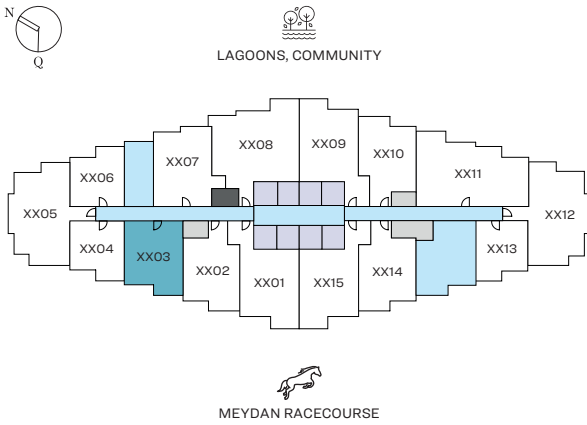 N
Q
LAGOONS, COMMUNITY
XX08
XX09
XX07
XX10
XX06
XX11
XX05
XX12
XX04
XX03
XX02
XX01
XX15
XX14
XX13
MEYDAN RACECOURSE